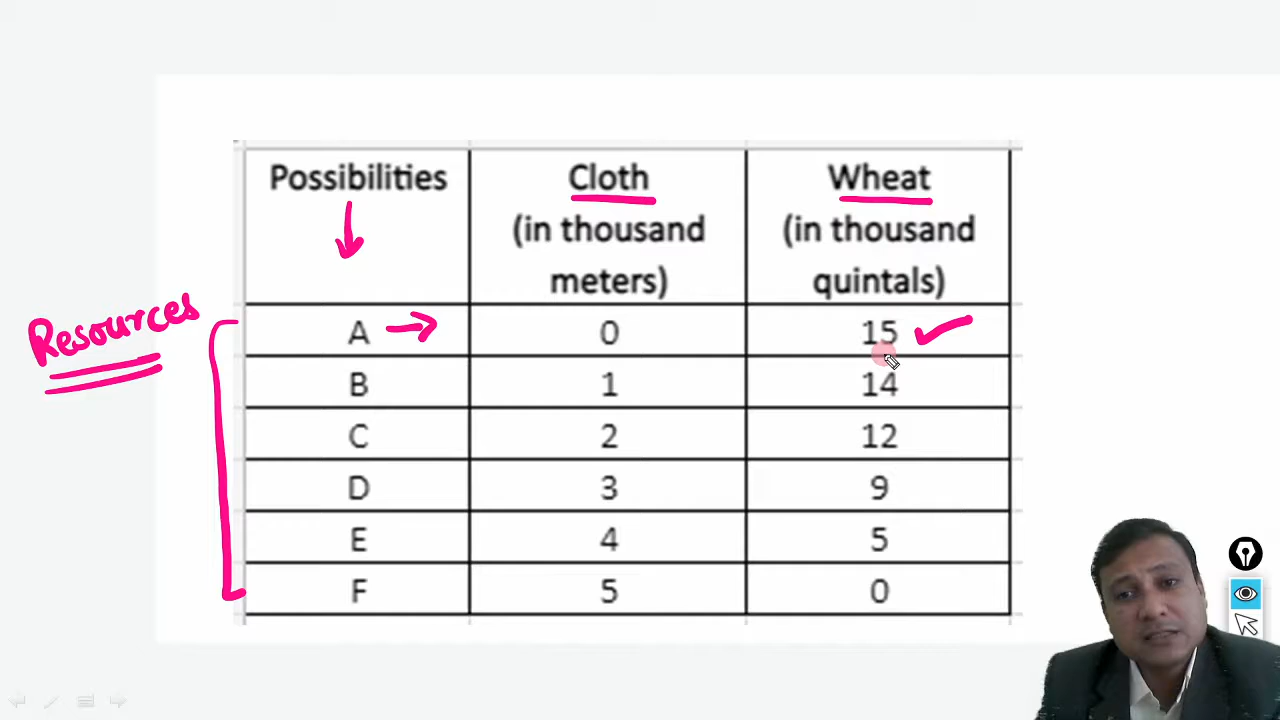 Possibilities Cloth Wheat
(in thousand (in thousand
meters) quintals)
Resources
A 0 15
B 1 14
C 2 12
D 3 9
E 4 5
F 5 0